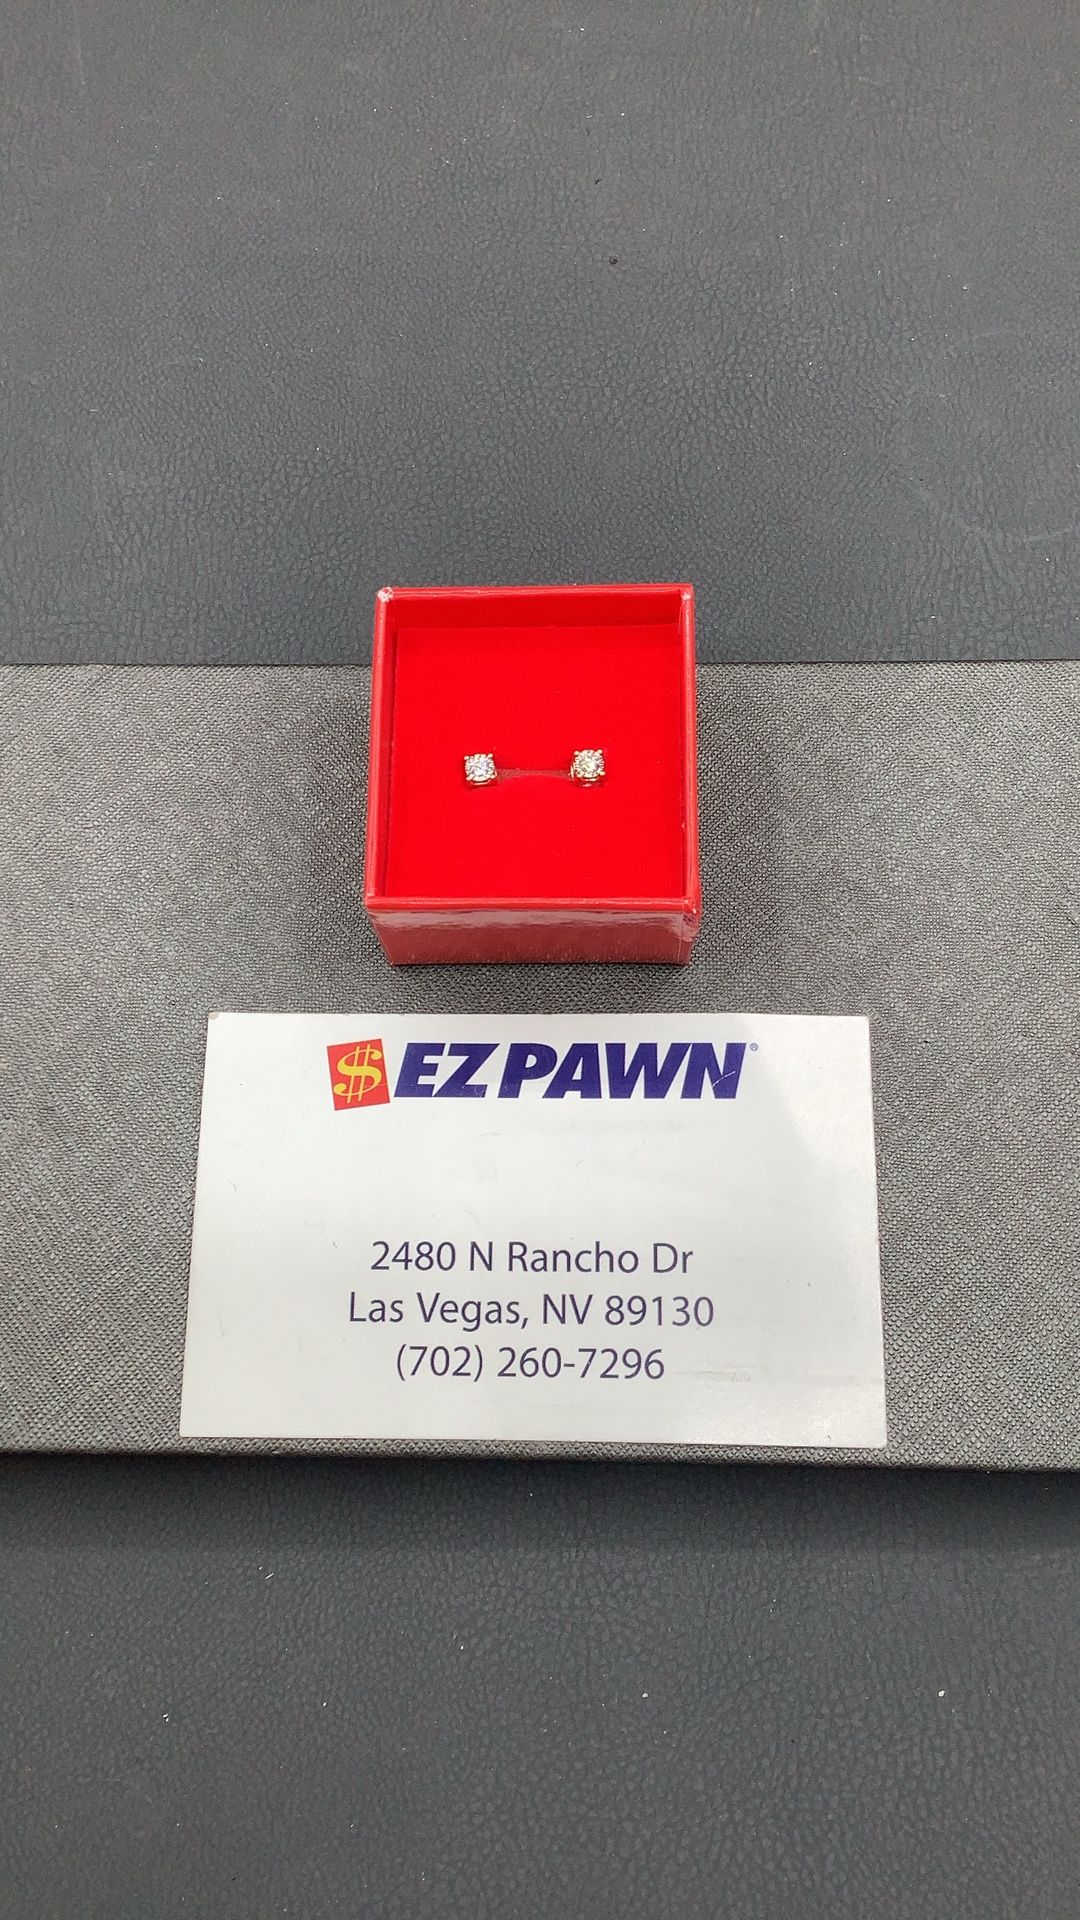 $ EZPAWN®
2480 N Rancho Dr
Las Vegas, NV 89130
(702) 260-7296